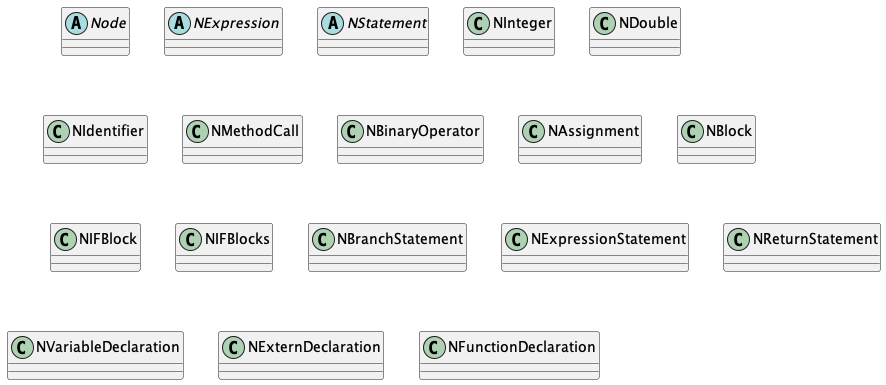 A Node A NExpression A NStatement C NInteger C NDouble
C NIdentifier C NMethodCall C NBinaryOperator C NAssignment C NBlock
C NIFBlock C NIFBlocks C NBranchStatement C NExpressionStatement C NReturnStatement
C NVariableDeclaration C NExternDeclaration C NFunctionDeclaration